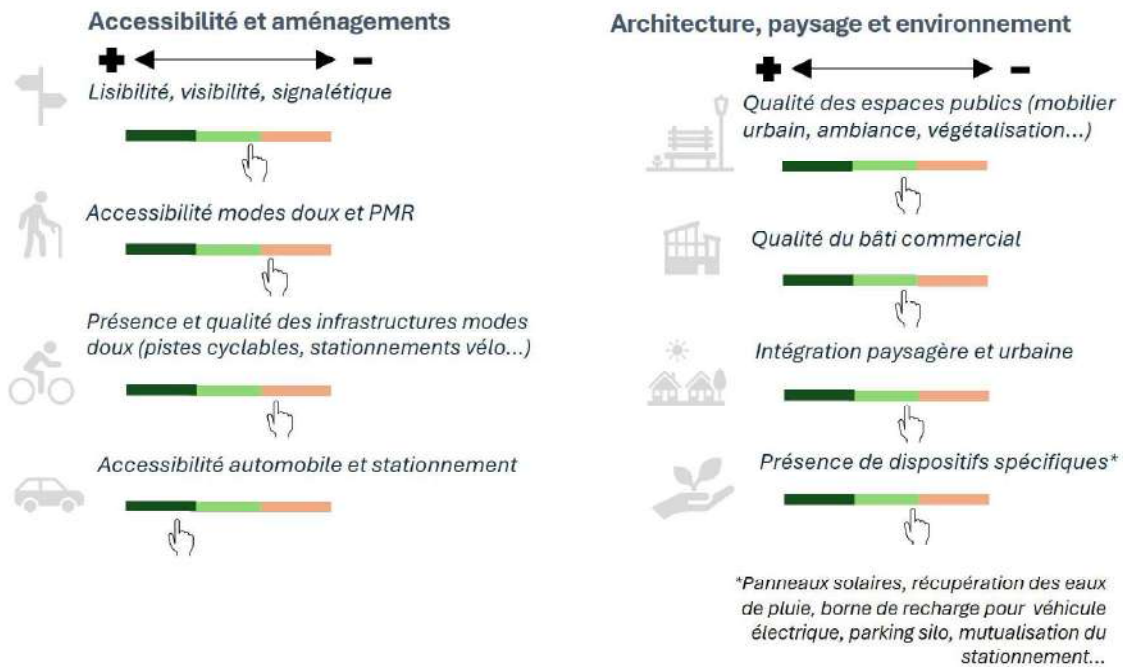 Accessibilité et aménagements
Lisibilité, visibilité, signalétique
Accessibilité modes doux et PMR
Présence et qualité des infrastructures modes
doux (pistes cyclables, stationnements vélo...)
Accessibilité automobile et stationnement
Architecture, paysage et environnement
Qualité des espaces publics (mobilier
urbain, ambiance, végétalisation...)
Qualité du bâti commercial
Intégration paysagère et urbaine
Présence de dispositifs spécifiques*
*Panneaux solaires, récupération des eaux
de pluie, borne de recharge pour véhicule
électrique, parking silo, mutualisation du
stationnement...